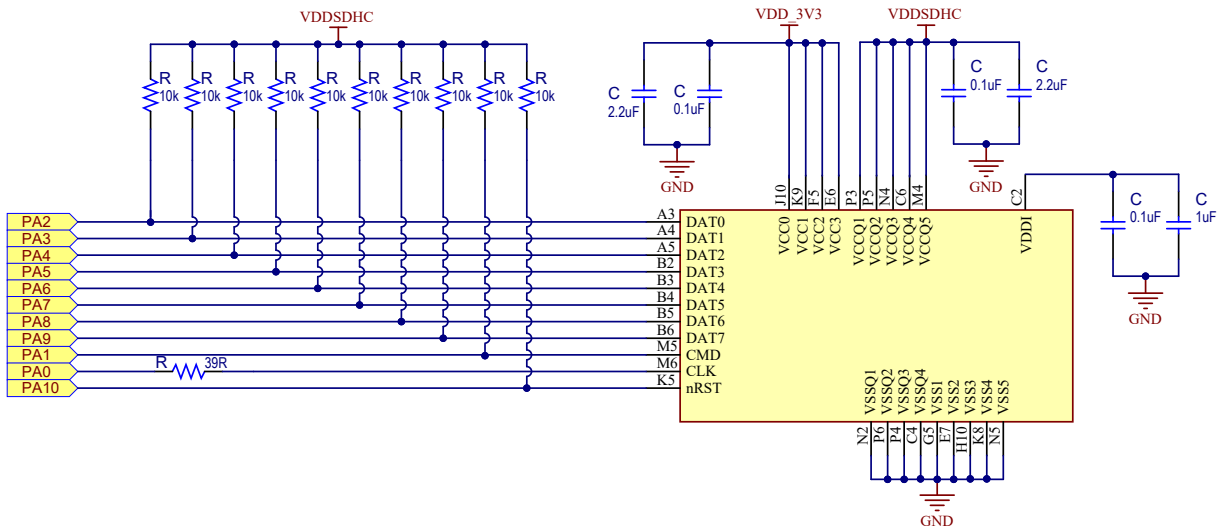 VDDSDHC
VDD_3V3
VDDSDHC
R
10k
R
10k
R
10k
R
10k
R
10k
R
10k
R
10k
R
10k
R
10k
R
10k
C
2.2uF
C
0.1uF
C
0.1uF
C
2.2uF
GND
GND
J10
K9
F5
E6
P3
P5
N4
C6
M4
C2
VCC0
VCC1
VCC2
VCC3
VCCQ1
VCCQ2
VCCQ3
VCCQ4
VCCQ5
VDDI
C
0.1uF
C
1uF
GND
PA2
A3
DAT0
PA3
A4
DAT1
PA4
A5
DAT2
PA5
B2
DAT3
PA6
B3
DAT4
PA7
B4
DAT5
PA8
B5
DAT6
PA9
B6
DAT7
PA1
M5
CMD
PA0
R
39R
M6
CLK
PA10
K5
nRST
VSSQ1
VSSQ2
VSSQ3
VSSQ4
VSS1
VSS2
VSS3
VSS4
VSS5
N2
P6
P4
C4
G5
E7
H10
K8
N5
GND